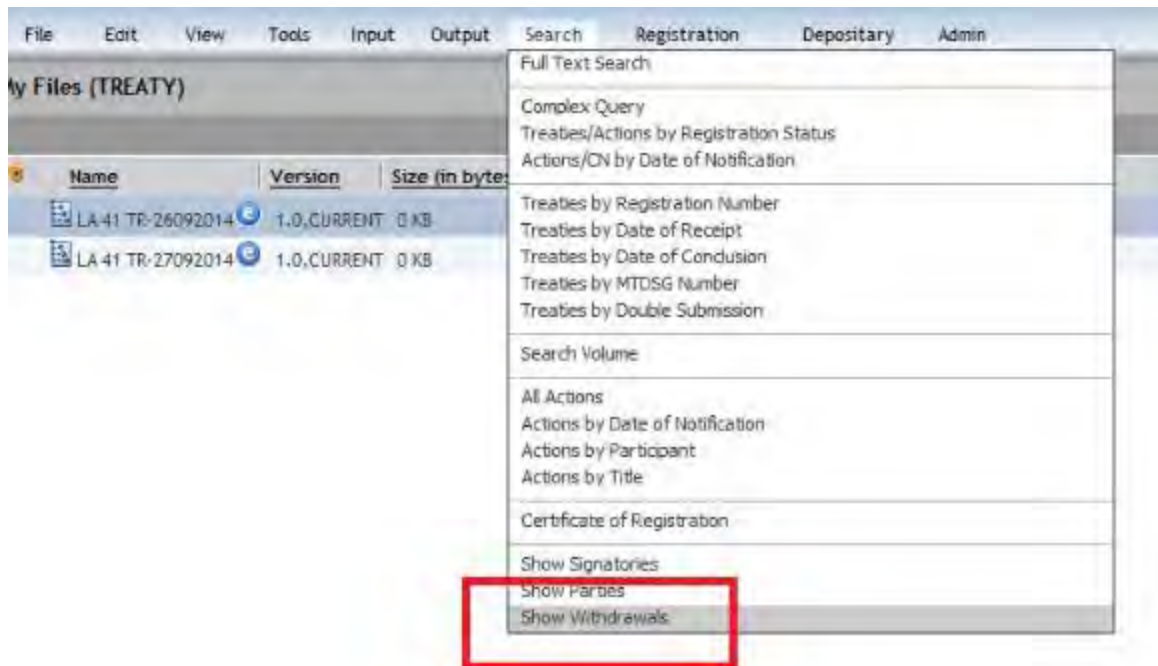 File Edit View Tools Input Output Search Registration Depositary Admin
My Files (TREATY)
Name Version Size (in bytes
LA 41 TR-26092014 1.0,CURRENT 0 KB
LA 41 TR-27092014 1.0,CURRENT 0 KB
Full Text Search
Complex Query
Treaties/Actions by Registration Status
Actions/CN by Date of Notification
Treaties by Registration Number
Treaties by Date of Receipt
Treaties by Date of Conclusion
Treaties by MTDSG Number
Treaties by Double Submission
Search Volume
All Actions
Actions by Date of Notification
Actions by Participant
Actions by Title
Certificate of Registration
Show Signatories
Show Parties
Show Withdrawals